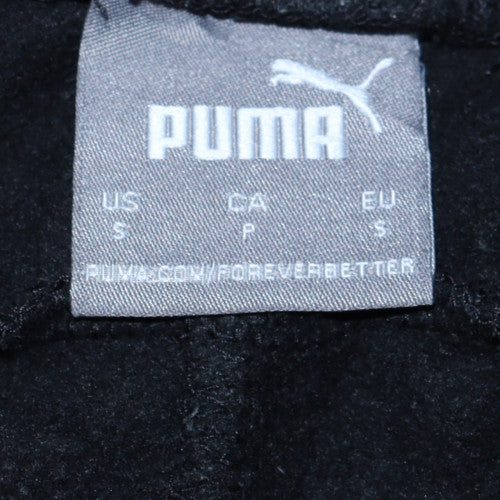 PUMA
US CA EU
S P S
PUMA.COM/FOREVERBETTER